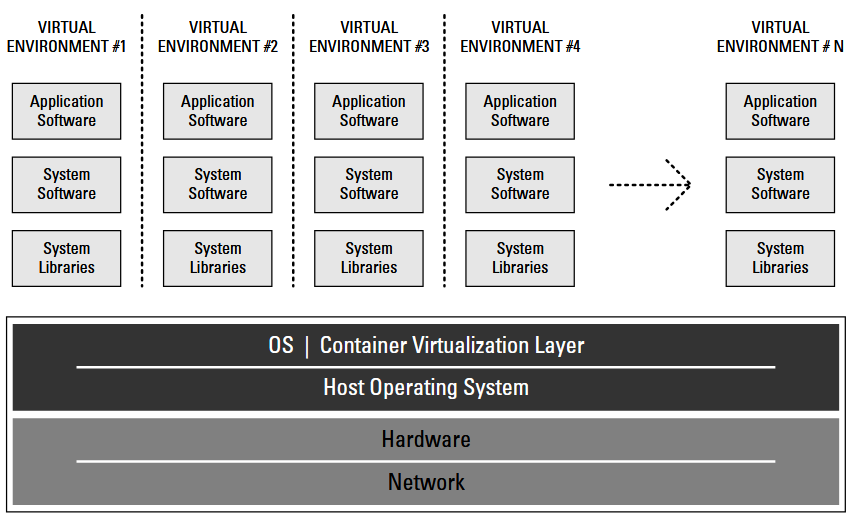 VIRTUAL
ENVIRONMENT #1
VIRTUAL
ENVIRONMENT #2
VIRTUAL
ENVIRONMENT #3
VIRTUAL
ENVIRONMENT #4
VIRTUAL
ENVIRONMENT # N
Application
Software
Application
Software
Application
Software
Application
Software
Application
Software
System
Software
System
Software
System
Software
System
Software
System
Software
System
Libraries
System
Libraries
System
Libraries
System
Libraries
System
Libraries
OS | Container Virtualization Layer
Host Operating System
Hardware
Network